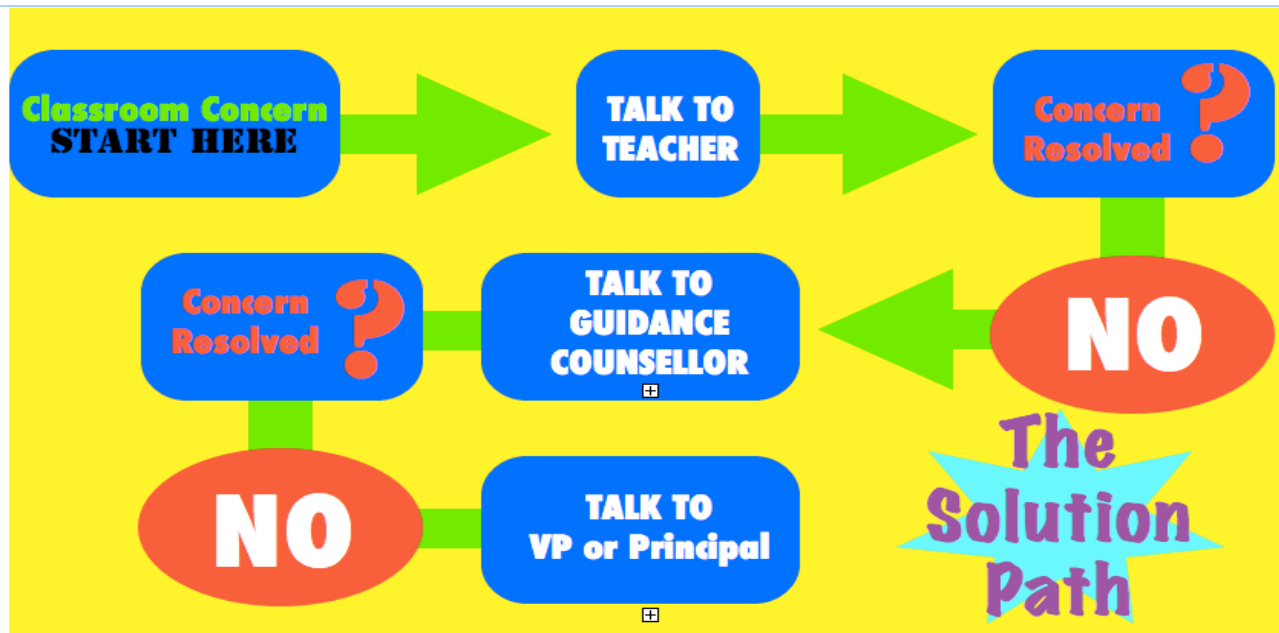 Classroom Concern
START HERE
TALK TO
TEACHER
Concern
Resolved
?
NO
TALK TO
GUIDANCE
COUNSELLOR
Concern
Resolved
?
NO
TALK TO
VP or Principal
The
Solution
Path